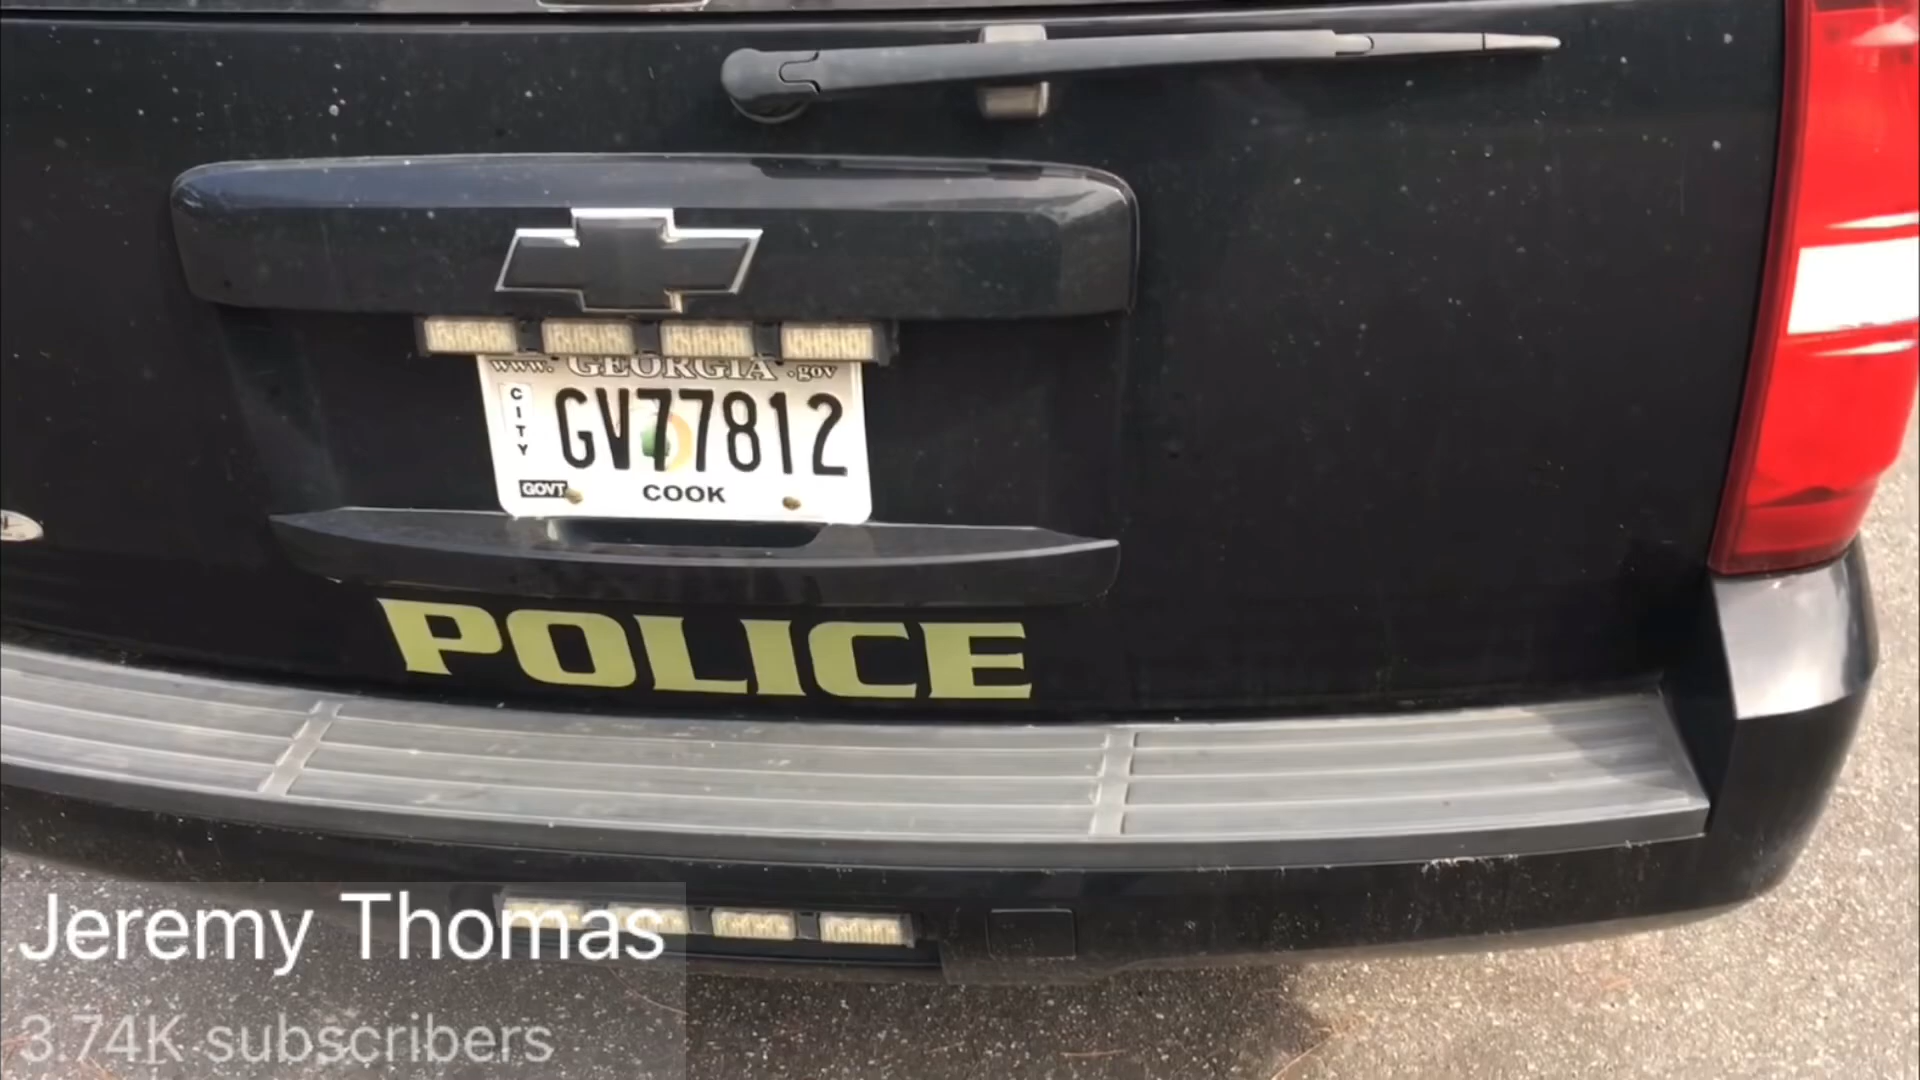 www. GEORGIA .gov
CITY
GV77812
GOVT
COOK
POLICE
Jeremy Thomas
3.74K subscribers